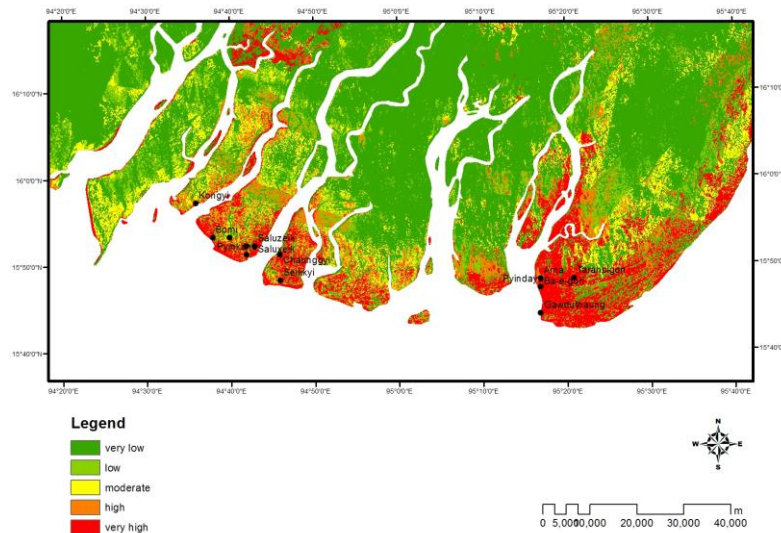 94°20'0"E 94°30'0"E 94°40'0"E 94°50'0"E 95°0'0"E 95°10'0"E 95°20'0"E 95°30'0"E 95°40'0"E
16°10'0"N 16°10'0"
16°0'0"N 16°0'0"
15°50'0"N 15°50'0"
15°40'0"N 15°40'0"
Kongyi
Bomi
Saluzeik
Saluzeik
Chaunggyi
Seikkyi
Ama
Pyinday
Gawduthaung
94°20'0"E 94°30'0"E 94°40'0"E 94°50'0"E 95°0'0"E 95°10'0"E 95°20'0"E 95°30'0"E 95°40'0"E
Legend
very low
low
moderate
high
very high
N
W E
S
m
0 5,000 10,000 20,000 30,000 40,000